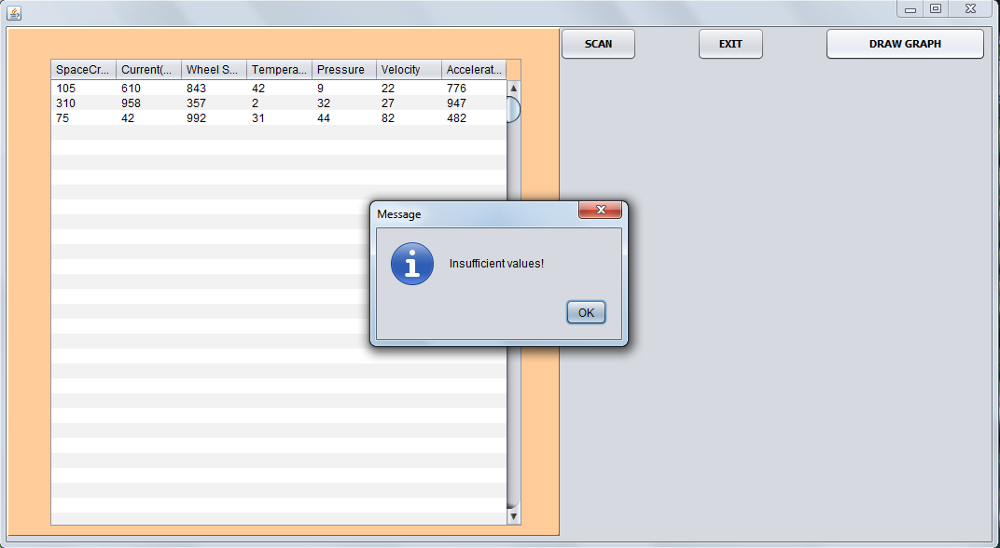 SCAN EXIT DRAW GRAPH
SpaceCr... Current(... Wheel S... Tempera... Pressure Velocity Accelerat...
105 610 843 42 9 22 776
310 958 357 2 32 27 947
75 42 992 31 44 82 482
Message
Insufficient values!
OK